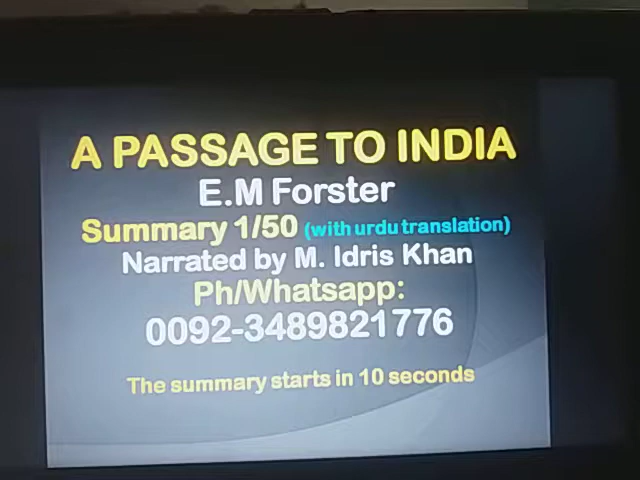 A PASSAGE TO INDIA
E.M Forster
Summary 1/50 (with urdu translation)
Narrated by M. Idris Khan
Ph/Whatsapp:
0092-3489821776
The summary starts in 10 seconds